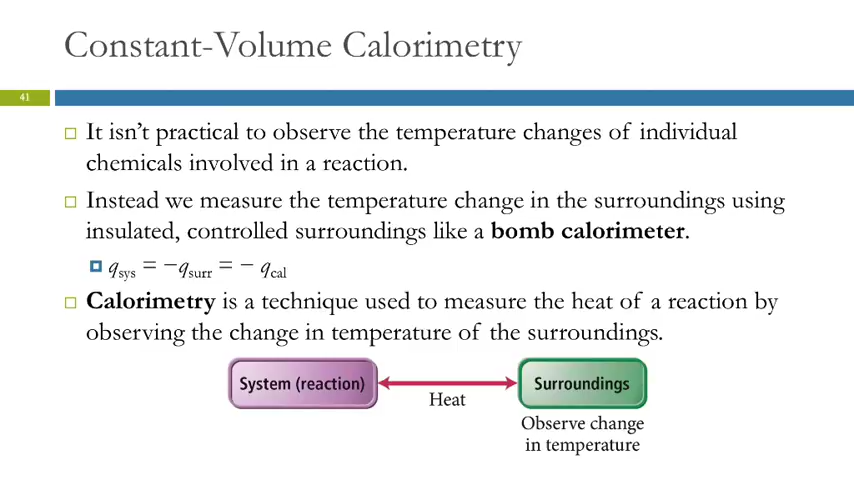 Constant-Volume Calorimetry
41
It isn't practical to observe the temperature changes of individual
chemicals involved in a reaction.
Instead we measure the temperature change in the surroundings using
insulated, controlled surroundings like a bomb calorimeter.
qsys = −qsurr = − qcal
Calorimetry is a technique used to measure the heat of a reaction by
observing the change in temperature of the surroundings.
System (reaction)
Heat
Surroundings
Observe change
in temperature